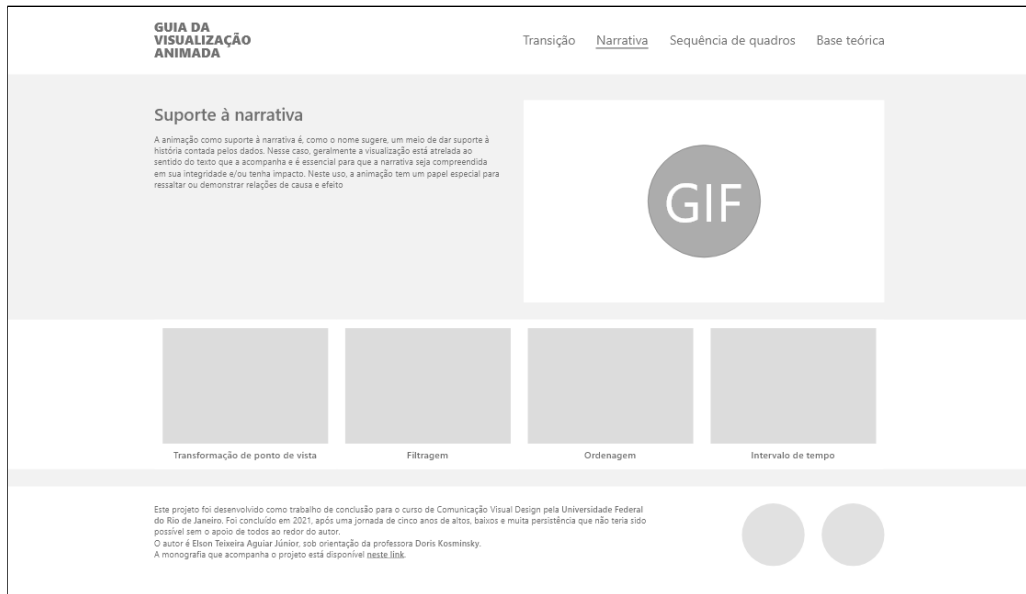 GUIA DA
VISUALIZAÇÃO
ANIMADA
Transição Narrativa Sequência de quadros Base teórica
Suporte à narrativa
A animação como suporte à narrativa é, como o nome sugere, um meio de dar suporte à
história contada pelos dados. Nesse caso, geralmente a visualização está atrelada ao
sentido do texto que a acompanha e é essencial para que a narrativa seja compreendida
em sua integridade e/ou tenha impacto. Neste uso, a animação tem um papel especial para
ressaltar ou demonstrar relações de causa e efeito
GIF
Transformação de ponto de vista
Filtragem
Ordenagem
Intervalo de tempo
Este projeto foi desenvolvido como trabalho de conclusão para o curso de Comunicação Visual Design pela Universidade Federal
do Rio de Janeiro. Foi concluído em 2021, após uma jornada de cinco anos de altos, baixos e muita persistência que não teria sido
possível sem o apoio de todos ao redor do autor.
O autor é Elson Teixeira Aguiar Júnior, sob orientação da professora Doris Kosminsky.
A monografia que acompanha o projeto está disponível neste link.